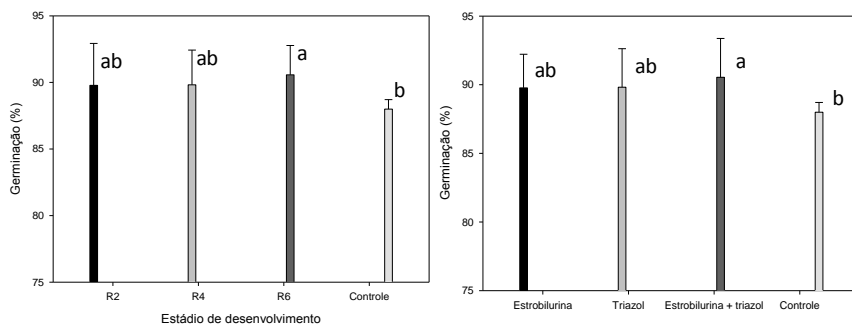 95
90
85
80
75
Germinação (%)
ab
ab
a
b
R2
R4
R6
Controle
Estádio de desenvolvimento
95
90
85
80
75
Germinação (%)
ab
ab
a
b
Estrobilurina
Triazol
Estrobilurina + triazol
Controle